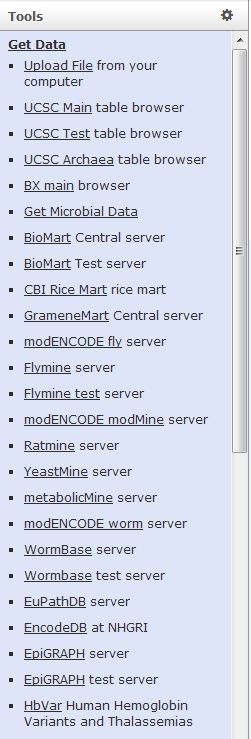 Tools
Get Data
Upload File from your
computer
UCSC Main table browser
UCSC Test table browser
UCSC Archaea table browser
BX main browser
Get Microbial Data
BioMart Central server
BioMart Test server
CBI Rice Mart rice mart
GrameneMart Central server
modENCODE fly server
Flymine server
Flymine test server
modENCODE modMine server
Ratmine server
YeastMine server
metabolicMine server
modENCODE worm server
WormBase server
Wormbase test server
EuPathDB server
EncodeDB at NHGRI
EpiGRAPH server
EpiGRAPH test server
HbVar Human Hemoglobin
Variants and Thalassemias